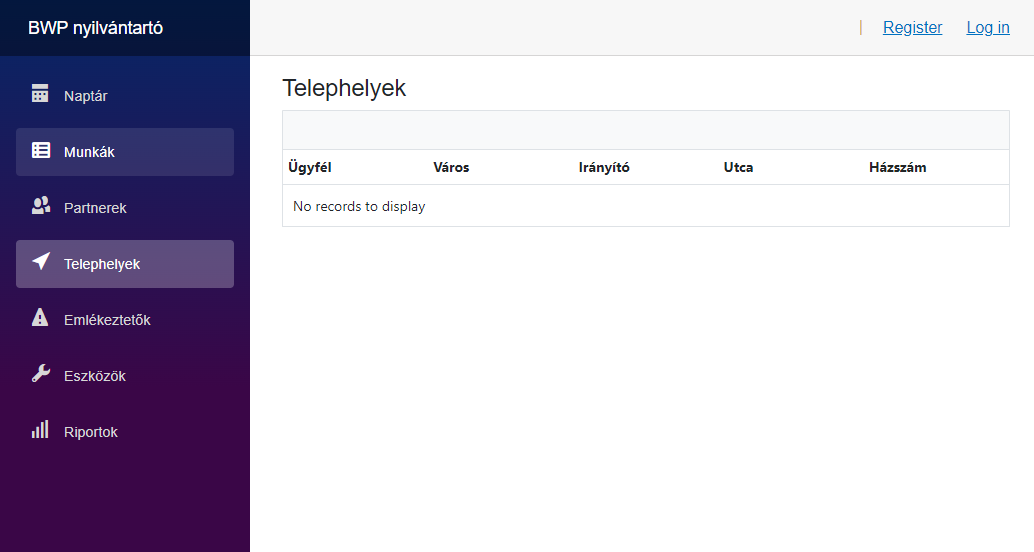 BWP nyilvántartó
| Register Log in
Naptár
Munkák
Partnerek
Telephelyek
Emlékeztetők
Eszközök
Riportok
Telephelyek
Ügyfél Város Irányító Utca Házszám
No records to display